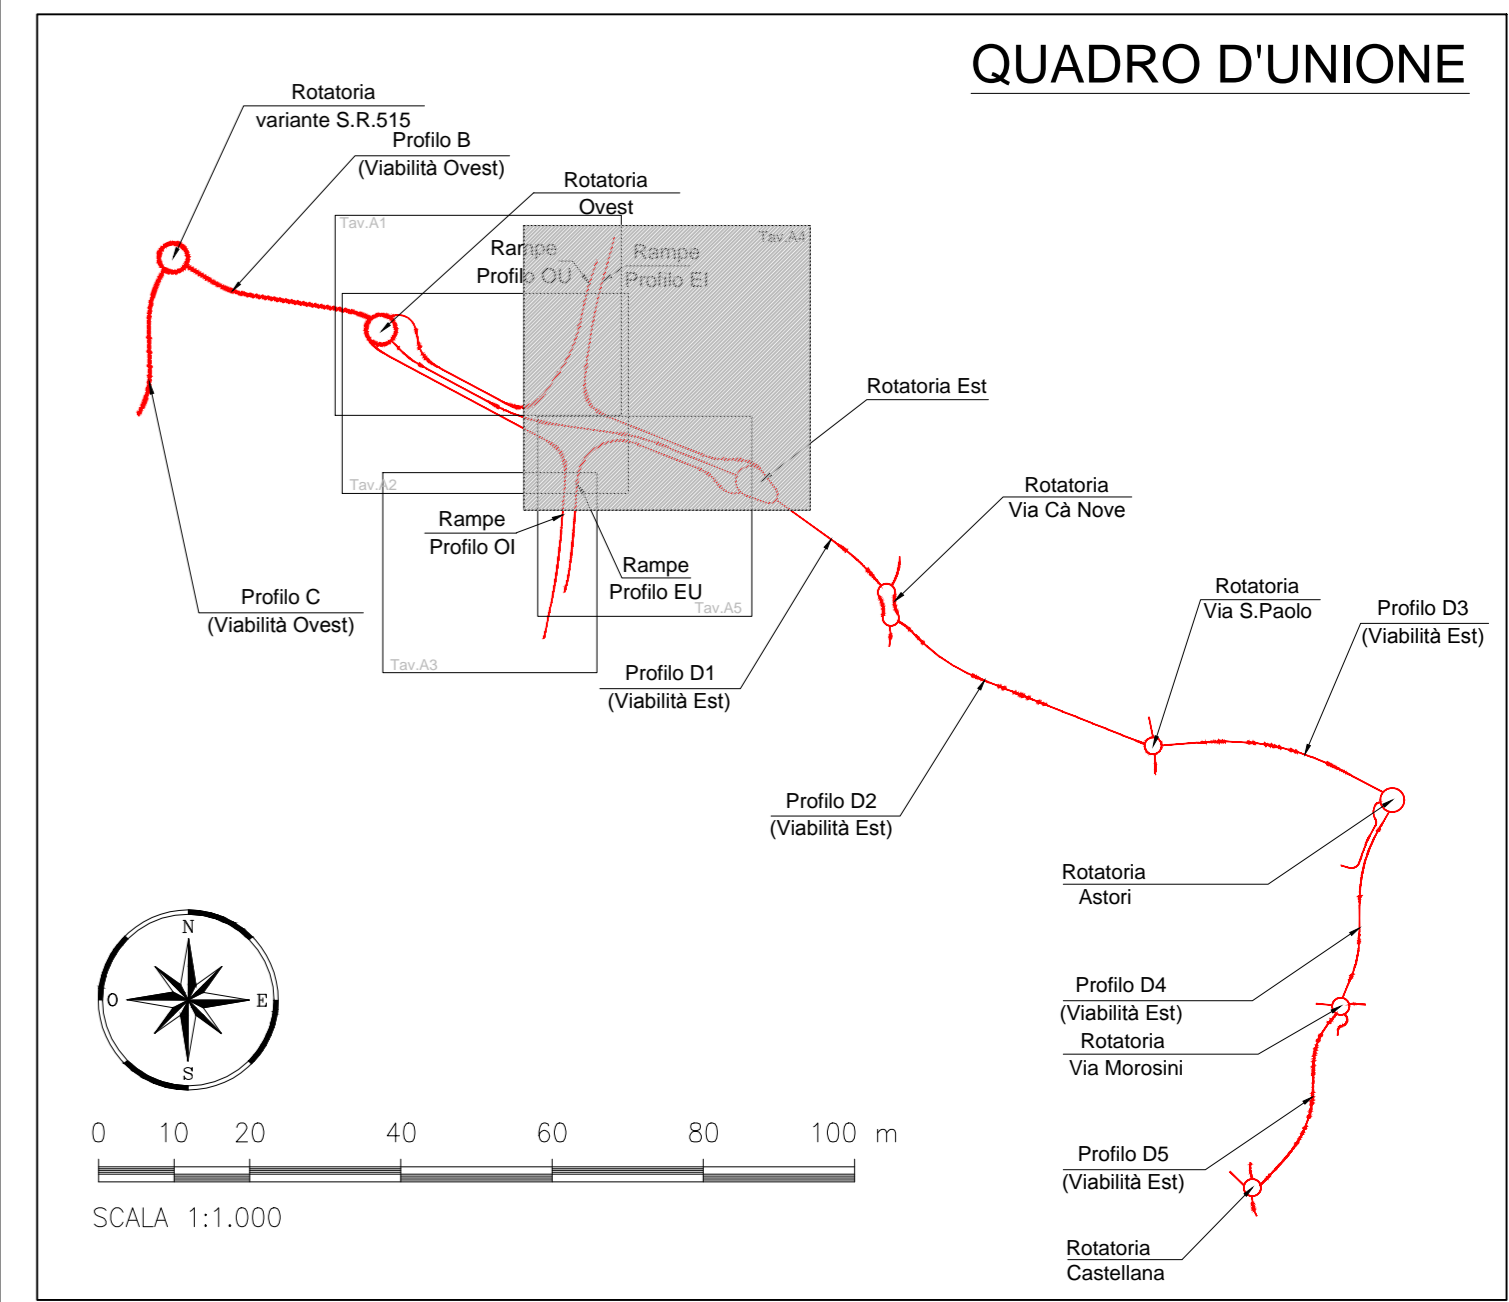 QUADRO D'UNIONE
Rotatoria
variante S.R.515
Profilo B
(Viabilità Ovest)
Rotatoria
Ovest
Tav.A1
Tav.A4
Rampe
Profilo OU
Rampe
Profilo EI
Rotatoria Est
Tav.A2
Rotatoria
Via Cà Nove
Rampe
Profilo OI
Rampe
Profilo EU
Tav.A5
Rotatoria
Via S.Paolo
Profilo D3
(Viabilità Est)
Profilo C
(Viabilità Ovest)
Tav.A3
Profilo D1
(Viabilità Est)
Profilo D2
(Viabilità Est)
Rotatoria
Astori
N
O
E
S
Profilo D4
(Viabilità Est)
Rotatoria
Via Morosini
0 10 20 40 60 80 100 m
Profilo D5
(Viabilità Est)
SCALA 1:1.000
Rotatoria
Castellana